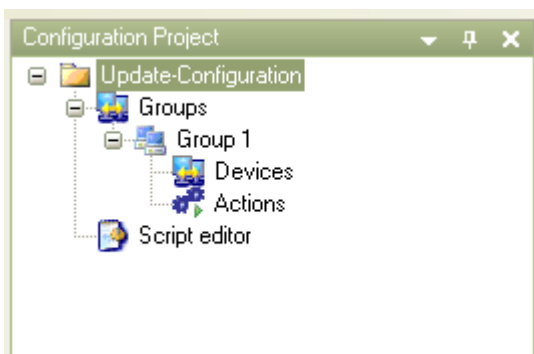 Configuration Project
Update-Configuration
Groups
Group 1
Devices
Actions
Script editor